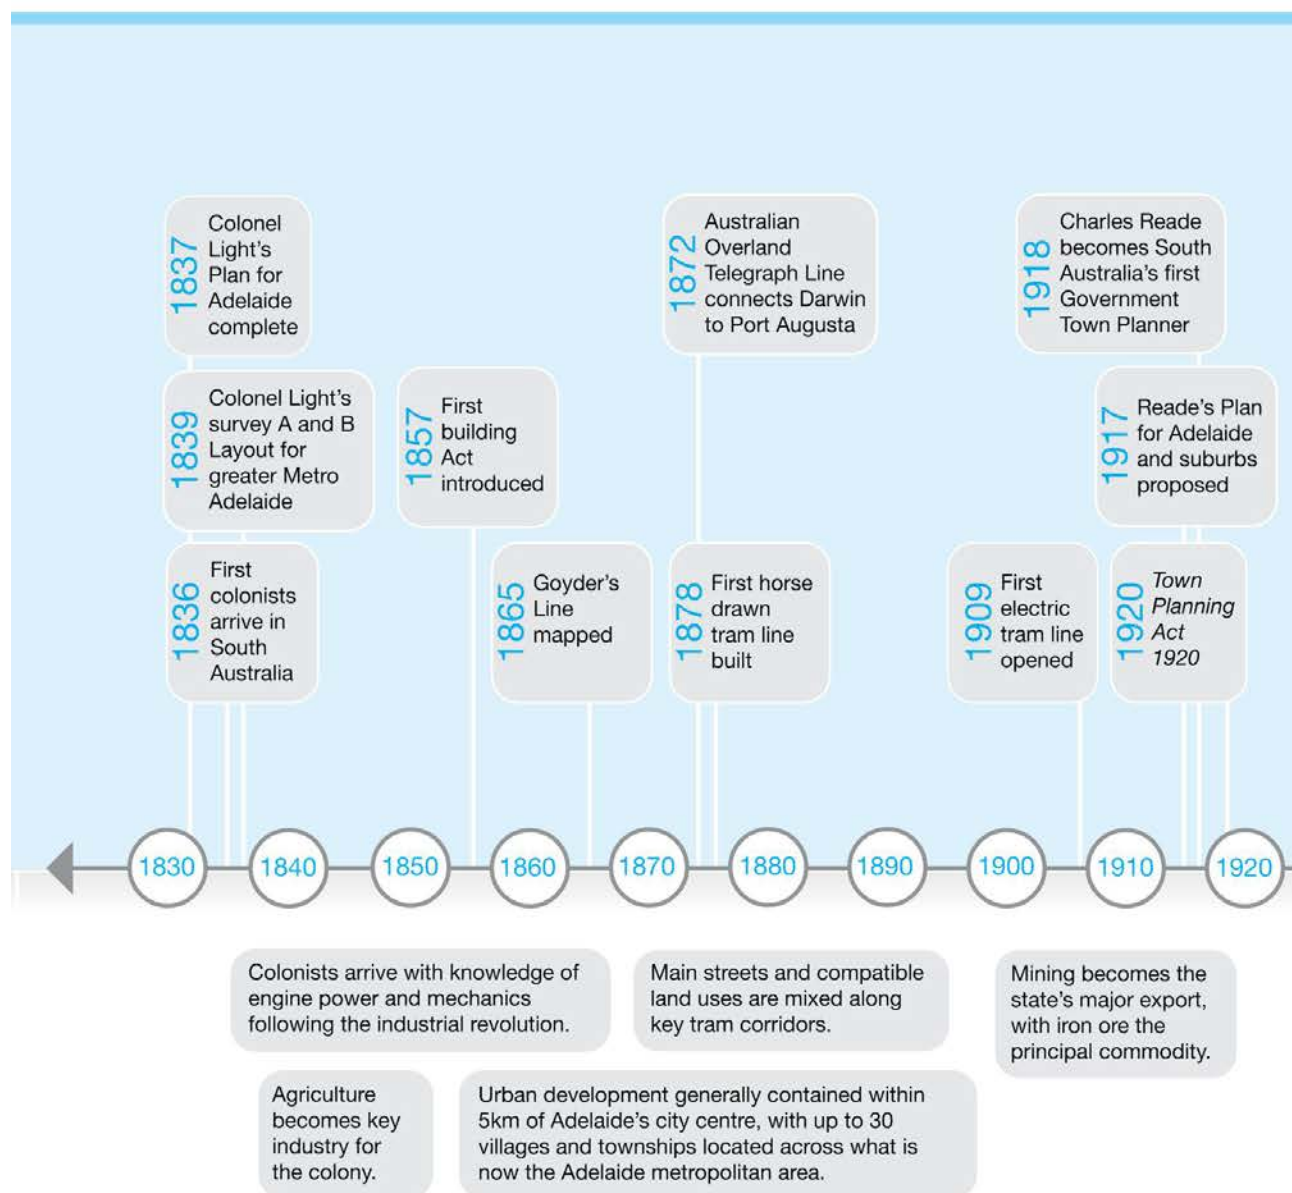 1837
Colonel
Light’s
Plan for
Adelaide
complete
1872
Australian
Overland
Telegraph Line
connects Darwin
to Port Augusta
1918
Charles Reade
becomes South
Australia’s first
Government
Town Planner
1839
Colonel Light’s
survey A and B
Layout for
greater Metro
Adelaide
1857
First
building
Act
introduced
1917
Reade’s Plan
for Adelaide
and suburbs
proposed
1836
First
colonists
arrive in
South
Australia
1865
Goyder’s
Line
mapped
1878
First horse
drawn
tram line
built
1909
First
electric
tram line
opened
1920
Town
Planning
Act
1920
1830 1840 1850 1860 1870 1880 1890 1900 1910 1920
Colonists arrive with knowledge of
engine power and mechanics
following the industrial revolution.
Main streets and compatible
land uses are mixed along
key tram corridors.
Mining becomes the
state’s major export,
with iron ore the
principal commodity.
Agriculture
becomes key
industry for
the colony.
Urban development generally contained within
5km of Adelaide’s city centre, with up to 30
villages and townships located across what is
now the Adelaide metropolitan area.